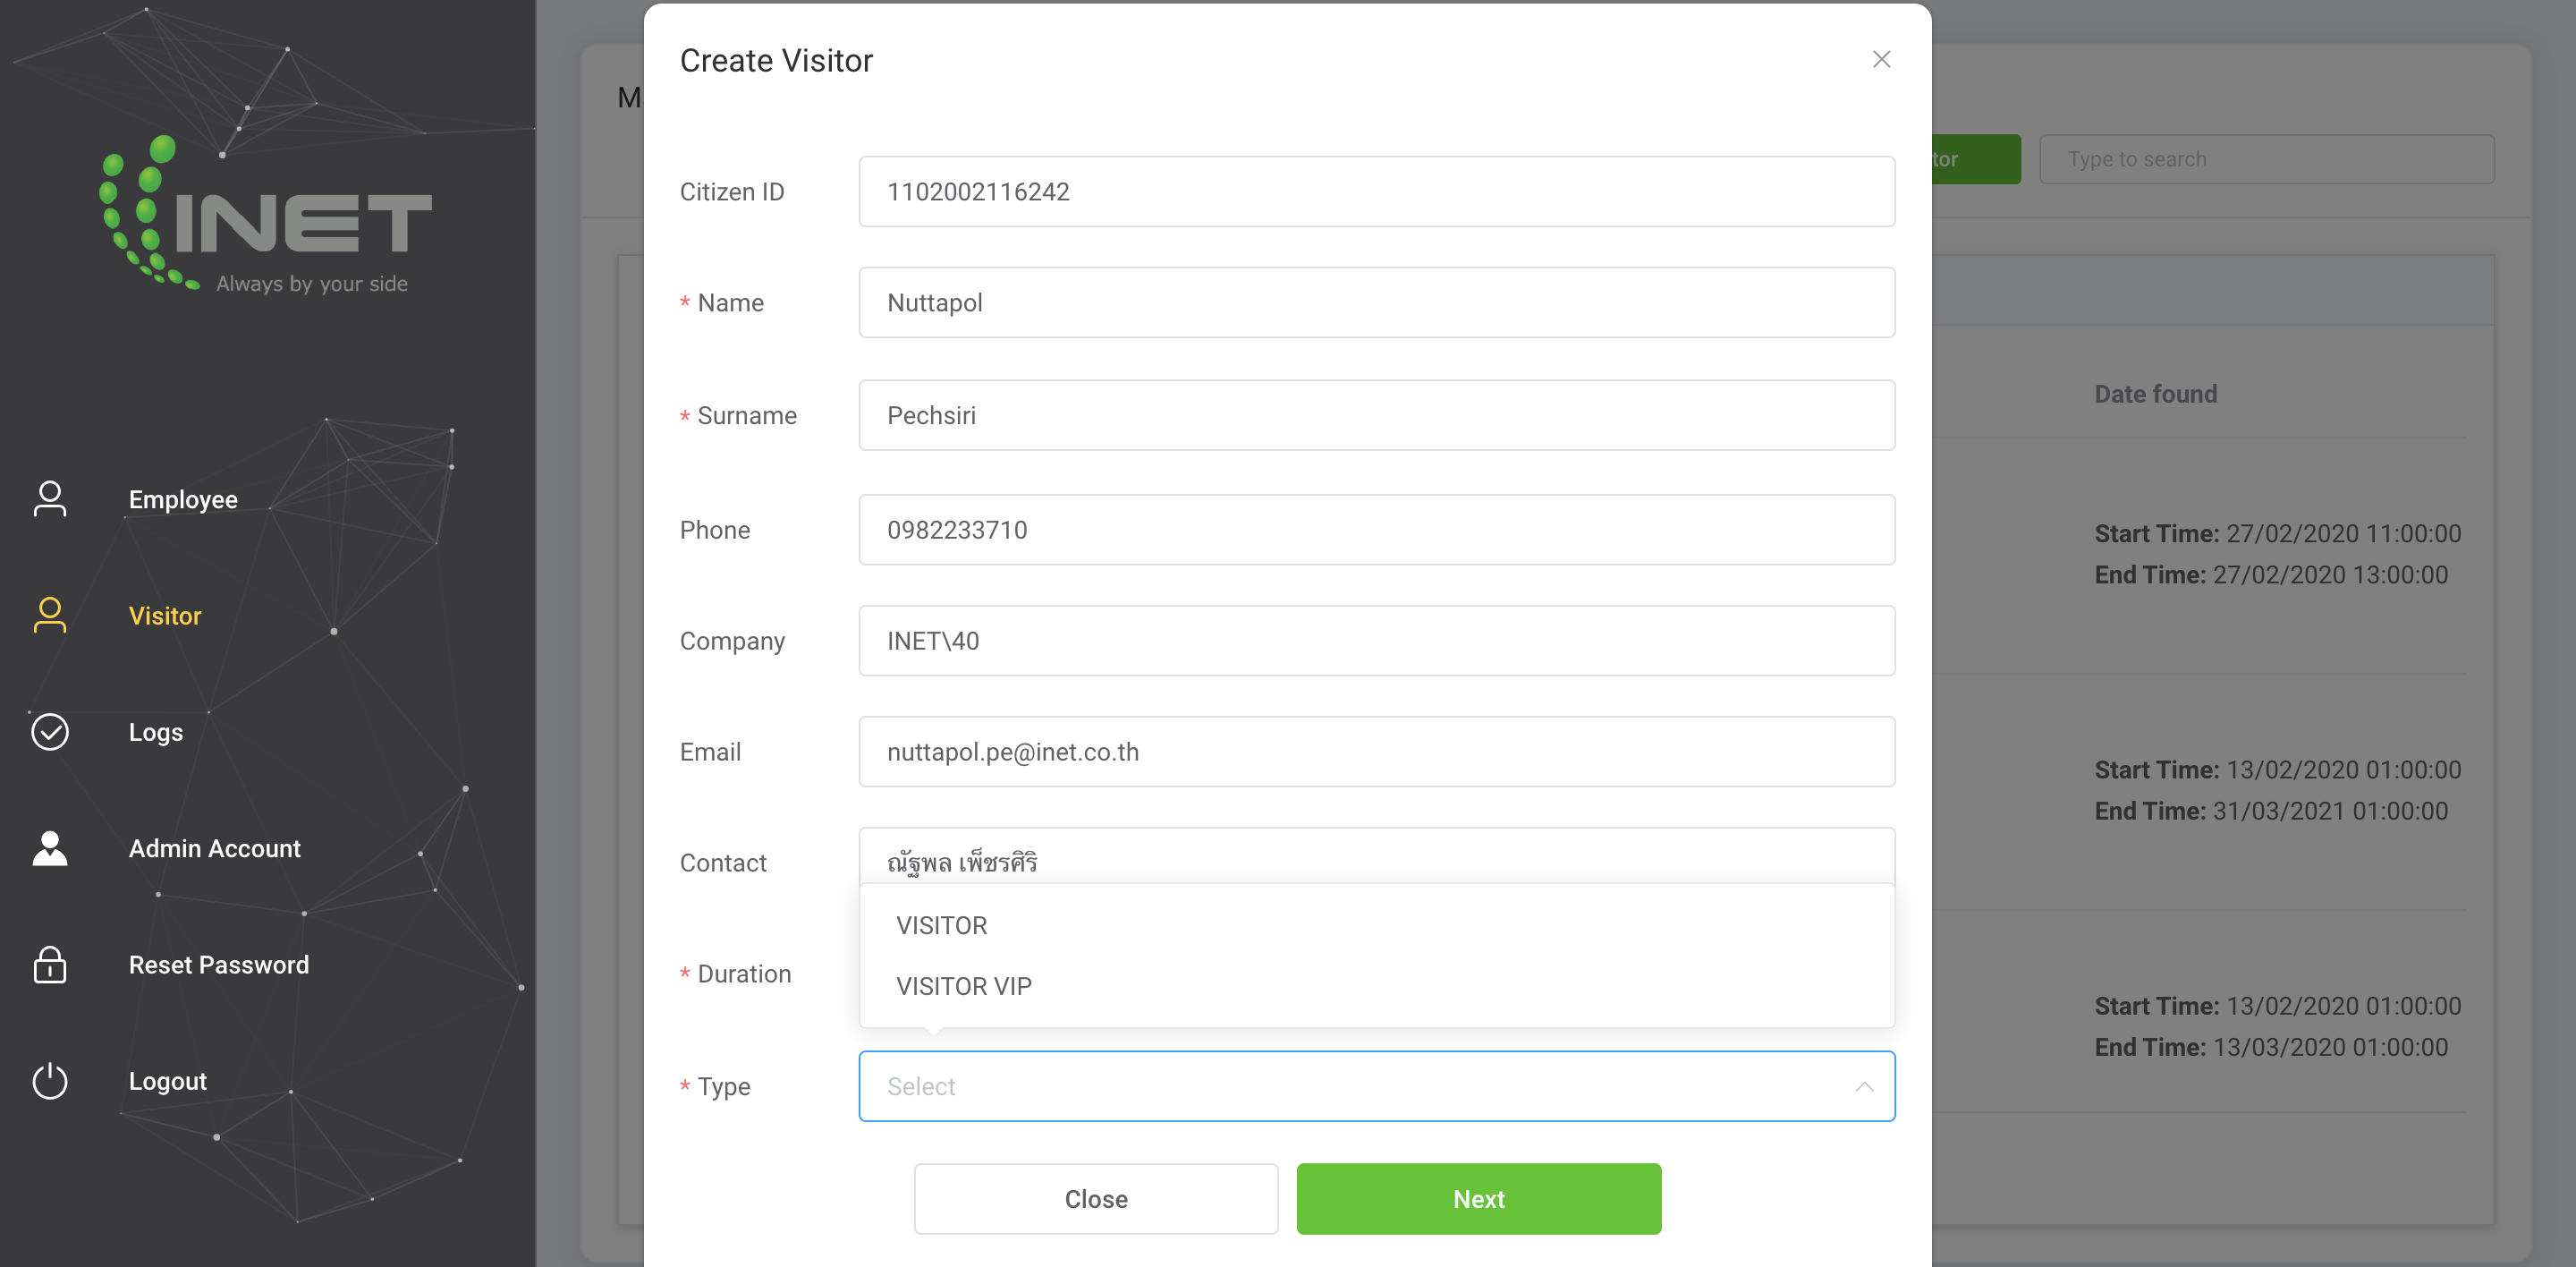 INET
Always by your side
Employee
Visitor
Logs
Admin Account
Reset Password
Logout
Create Visitor
Citizen ID
1102002116242
* Name
Nuttapol
* Surname
Pechsiri
Phone
0982233710
Company
INET\40
Email
nuttapol.pe@inet.co.th
Contact
ณัฐพล เพ็ชรศิริ
VISITOR
VISITOR VIP
* Duration
* Type
Select
Close
Next
M
tor
Type to search
Date found
Start Time: 27/02/2020 11:00:00
End Time: 27/02/2020 13:00:00
Start Time: 13/02/2020 01:00:00
End Time: 31/03/2021 01:00:00
Start Time: 13/02/2020 01:00:00
End Time: 13/03/2020 01:00:00